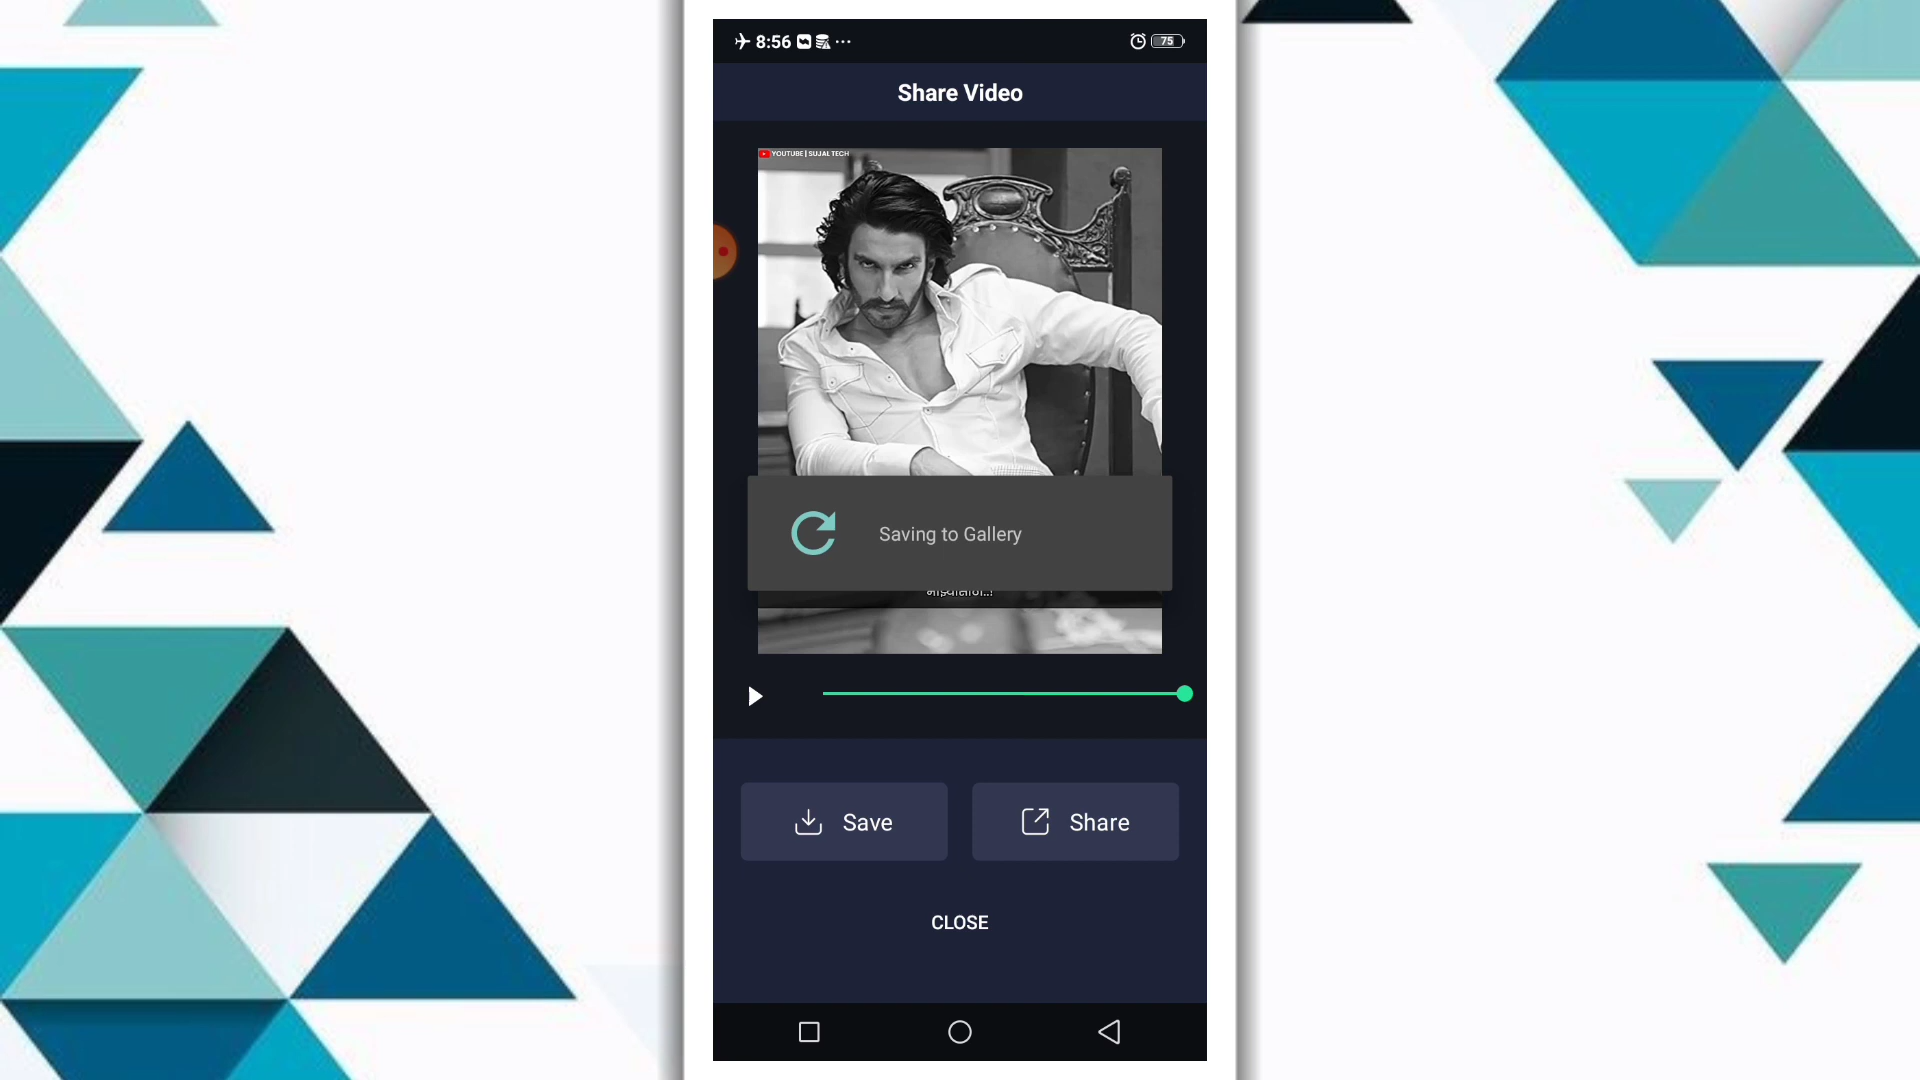 8:56
75
Share Video
YOUTUBE | SUJAL TECH
Saving to Gallery
Save
Share
CLOSE